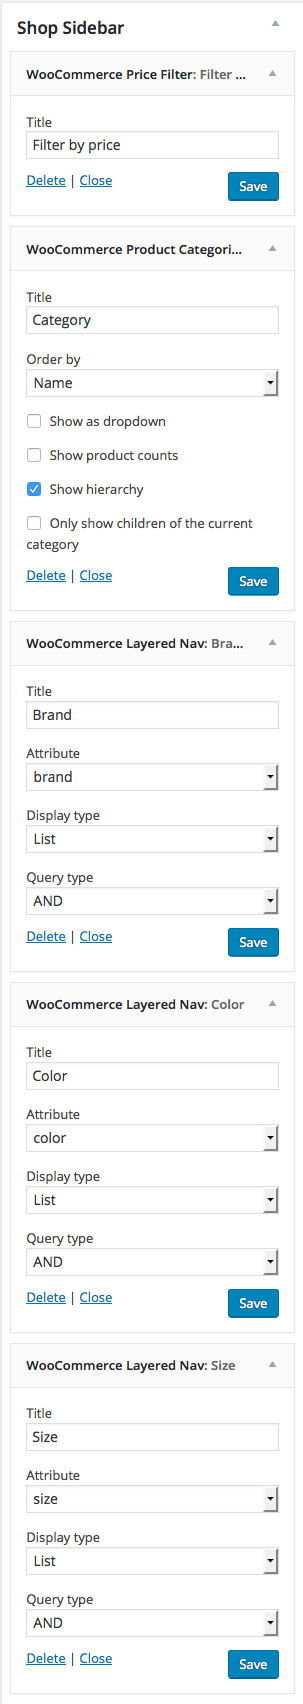 Shop Sidebar
WooCommerce Price Filter: Filter ...
Title
Filter by price
Delete | Close
Save
WooCommerce Product Categori...
Title
Category
Order by
Name
Show as dropdown
Show product counts
Show hierarchy
Only show children of the current
category
Delete | Close
Save
WooCommerce Layered Nav: Bra...
Title
Brand
Attribute
brand
Display type
List
Query type
AND
Delete | Close
Save
WooCommerce Layered Nav: Color
Title
Color
Attribute
color
Display type
List
Query type
AND
Delete | Close
Save
WooCommerce Layered Nav: Size
Title
Size
Attribute
size
Display type
List
Query type
AND
Delete | Close
Save